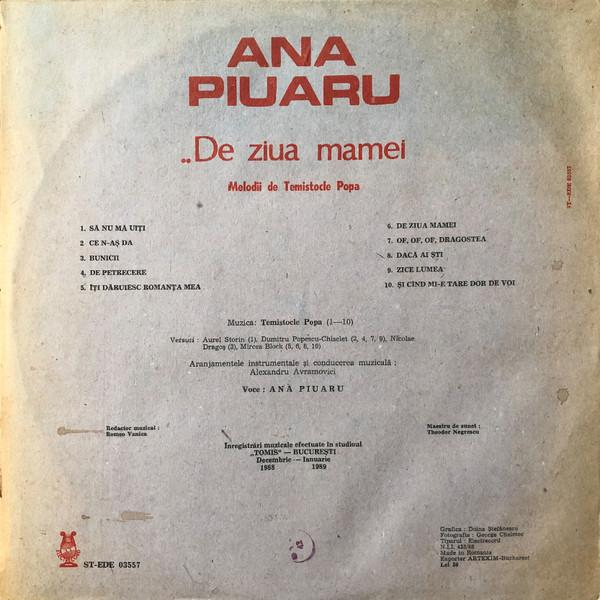 ANA
PIUARU
„De ziua mamei
Melodii de Temistocle Popa
ST—EDE 03557
1. SĂ NU MĂ UIȚI
2 CE N-AȘ DA
3. BUNICII
4. DE PETRECERE
5. ÎȚI DĂRUIESC ROMANȚA MEA
6. DE ZIUA MAMEI
7. OF, OF, OF, DRAGOSTEA
8. DACĂ AI ȘTI
9. ZICE LUMEA
10. ȘI CÎND MI-E TARE DOR DE VOI
Muzica: Temistocle Popa (1—10)
Versuri : Aurel Storin (1), Dumitru Popescu-Chiselet (2, 4, 7, 9), Nicolae
Dragoș (3), Mircea Block (5, 6, 8, 10)
Aranjamentele instrumentale și conducerea muzicală :
Alexandru Avramovici
Voce : ANA PIUARU
Redactor muzical :
Romeo Vanica
Maestru de sunet :
Theodor Negrescu
Înregistrări muzicale efectuate în studioul
„TOMIS" — BUCUREȘTI
Decembrie — Ianuarie
1988 1989
ST-EDE 03557
Grafica : Doina Ștefănescu
Fotografia : George
Tiparul : Electrecord
N.I.I. 433/88
Made in Romania
Exporter ARTEXIM-Bucharest
Lei